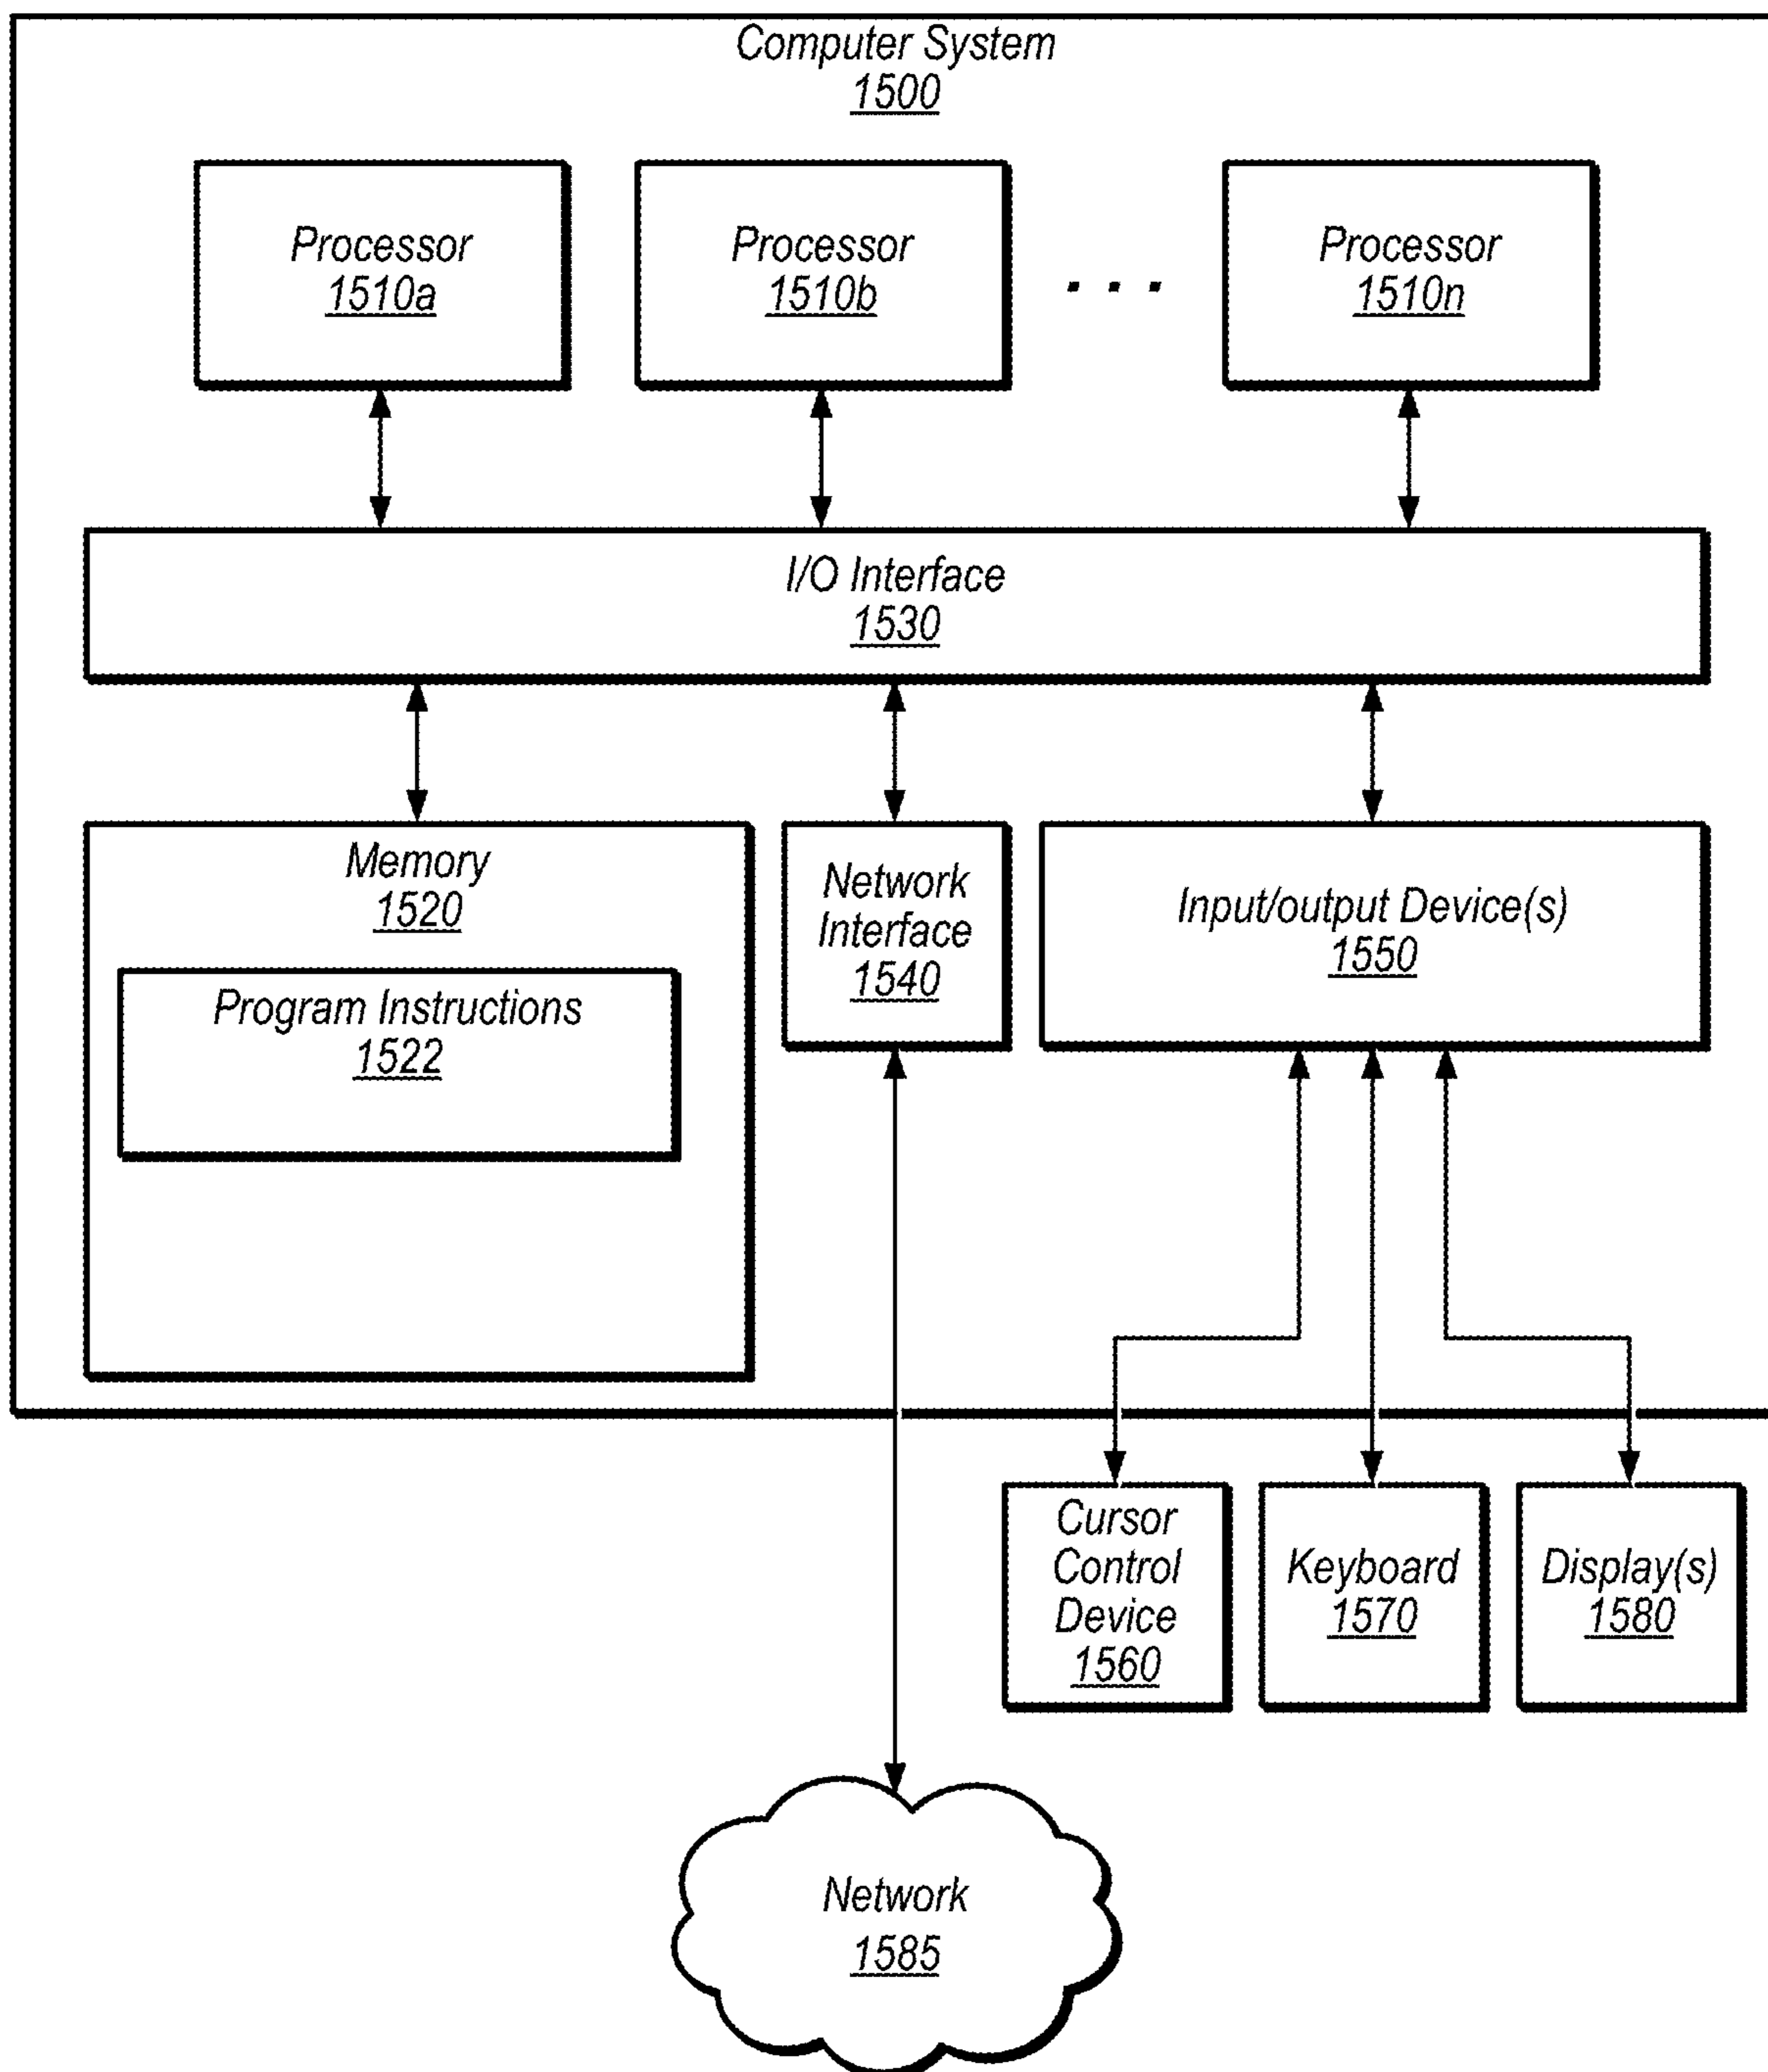 Computer System
1500
Processor
1510a
Processor
1510b
. . .
Processor
1510n
I/O Interface
1530
Memory
1520
Program Instructions
1522
Network
Interface
1540
Input/output Device(s)
1550
Cursor
Control
Device
1560
Keyboard
1570
Display(s)
1580
Network
1585